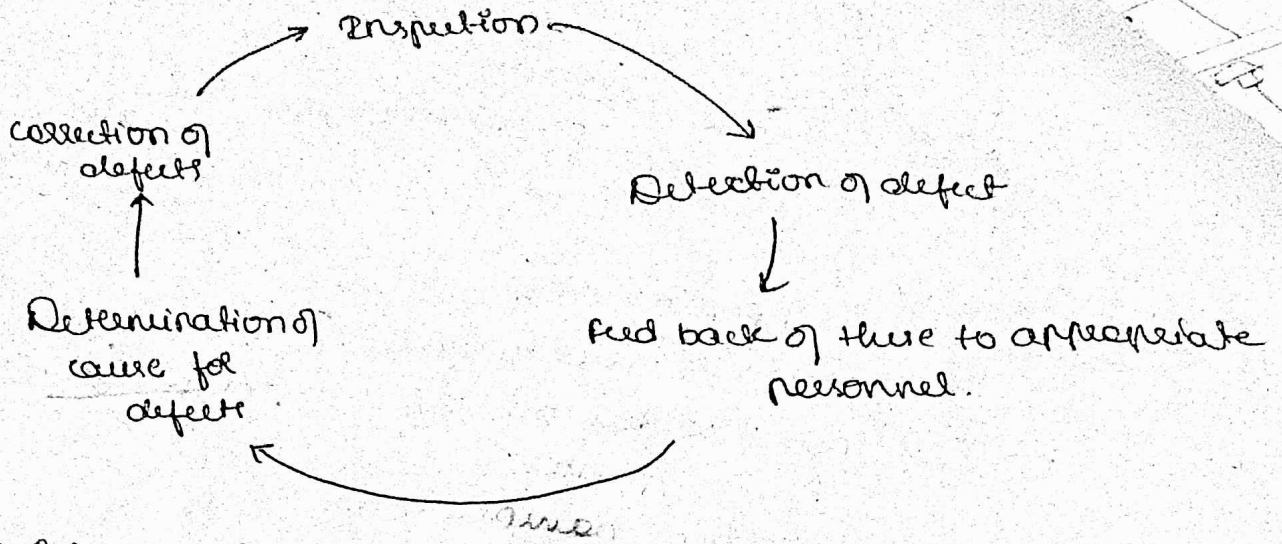 Inspection
correction of
defects
Detection of defect
Determination of
cause for
defects
feed back of these to appropriate
personnel.